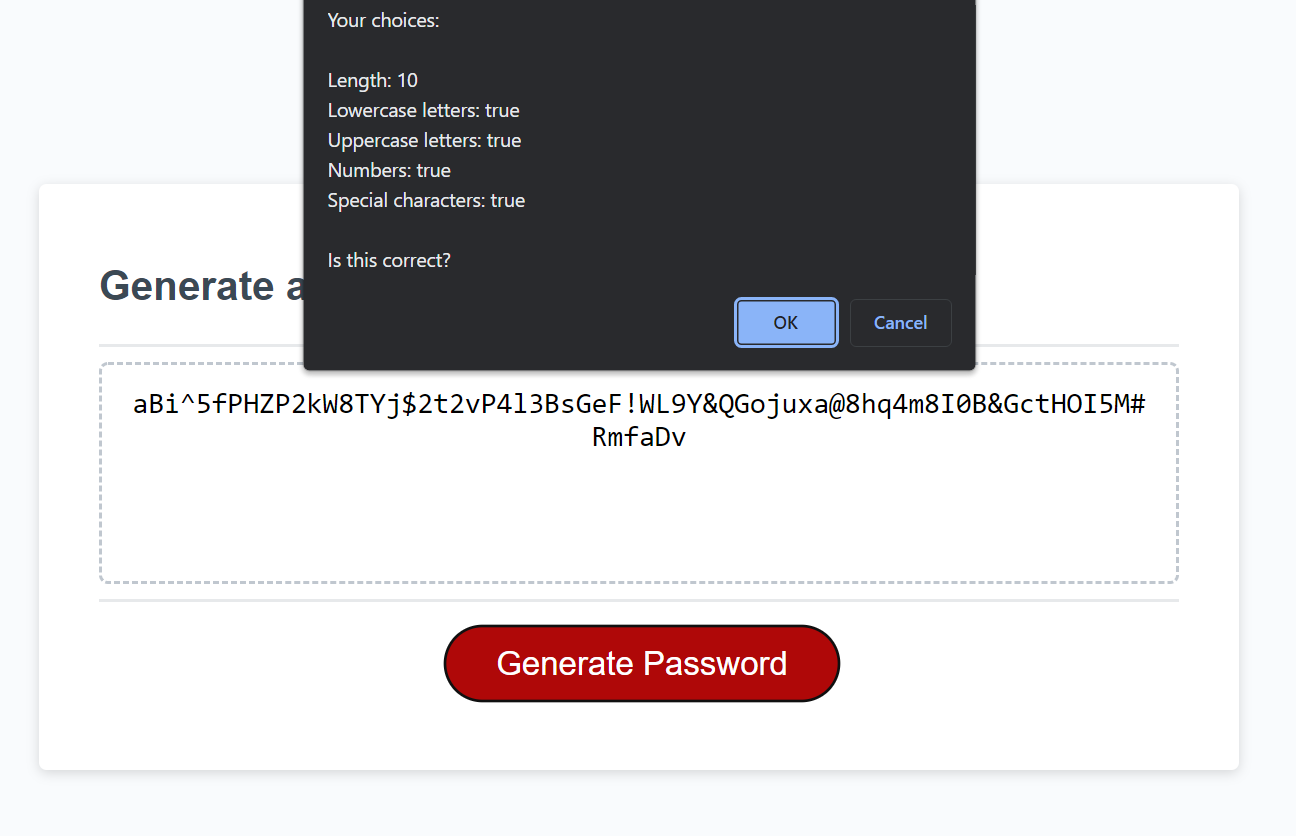 Your choices:
Length: 10
Lowercase letters: true
Uppercase letters: true
Numbers: true
Special characters: true
Is this correct?
OK
Cancel
Generate a
aBi^5fPHZP2kW8TYj$2t2vP4l3BsGeF!WL9Y&QGojuxa@8hq4m8I0B&GctHOI5M#
RmfaDv
Generate Password